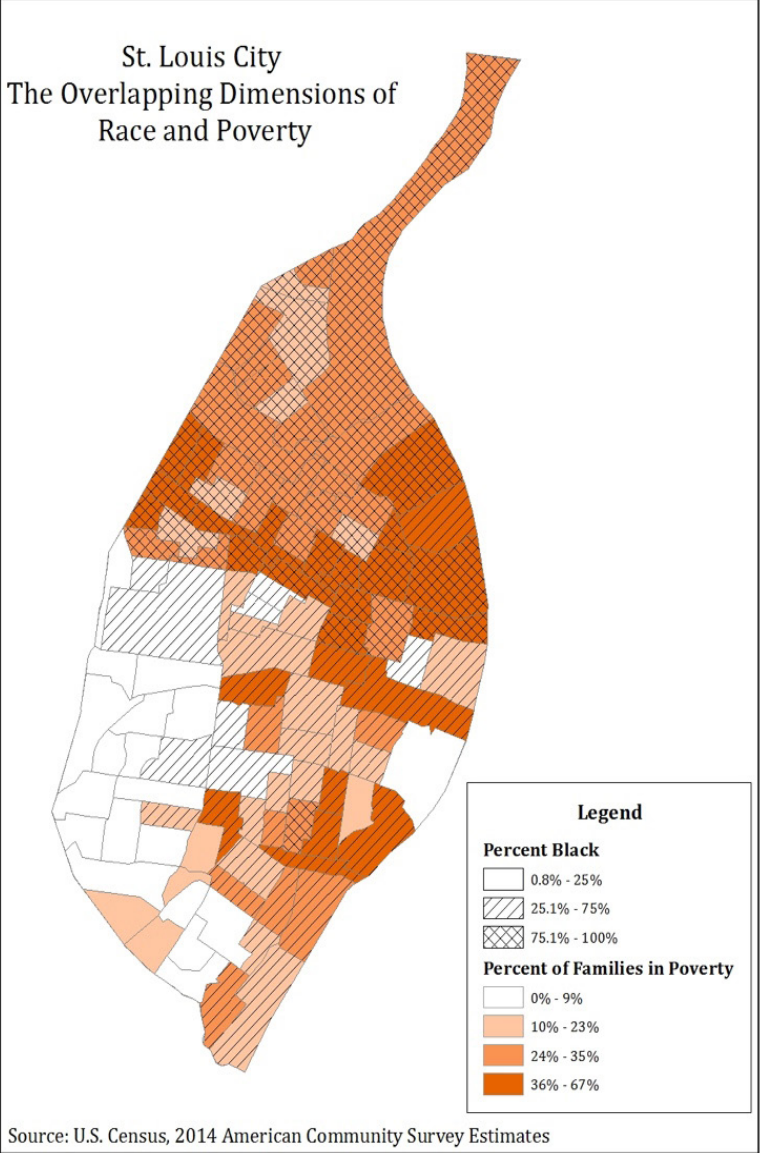 St. Louis City
The Overlapping Dimensions of
Race and Poverty
Legend
Percent Black
0.8% - 25%
25.1% - 75%
75.1% - 100%
Percent of Families in Poverty
0% - 9%
10% - 23%
24% - 35%
36% - 67%
Source: U.S. Census, 2014 American Community Survey Estimates